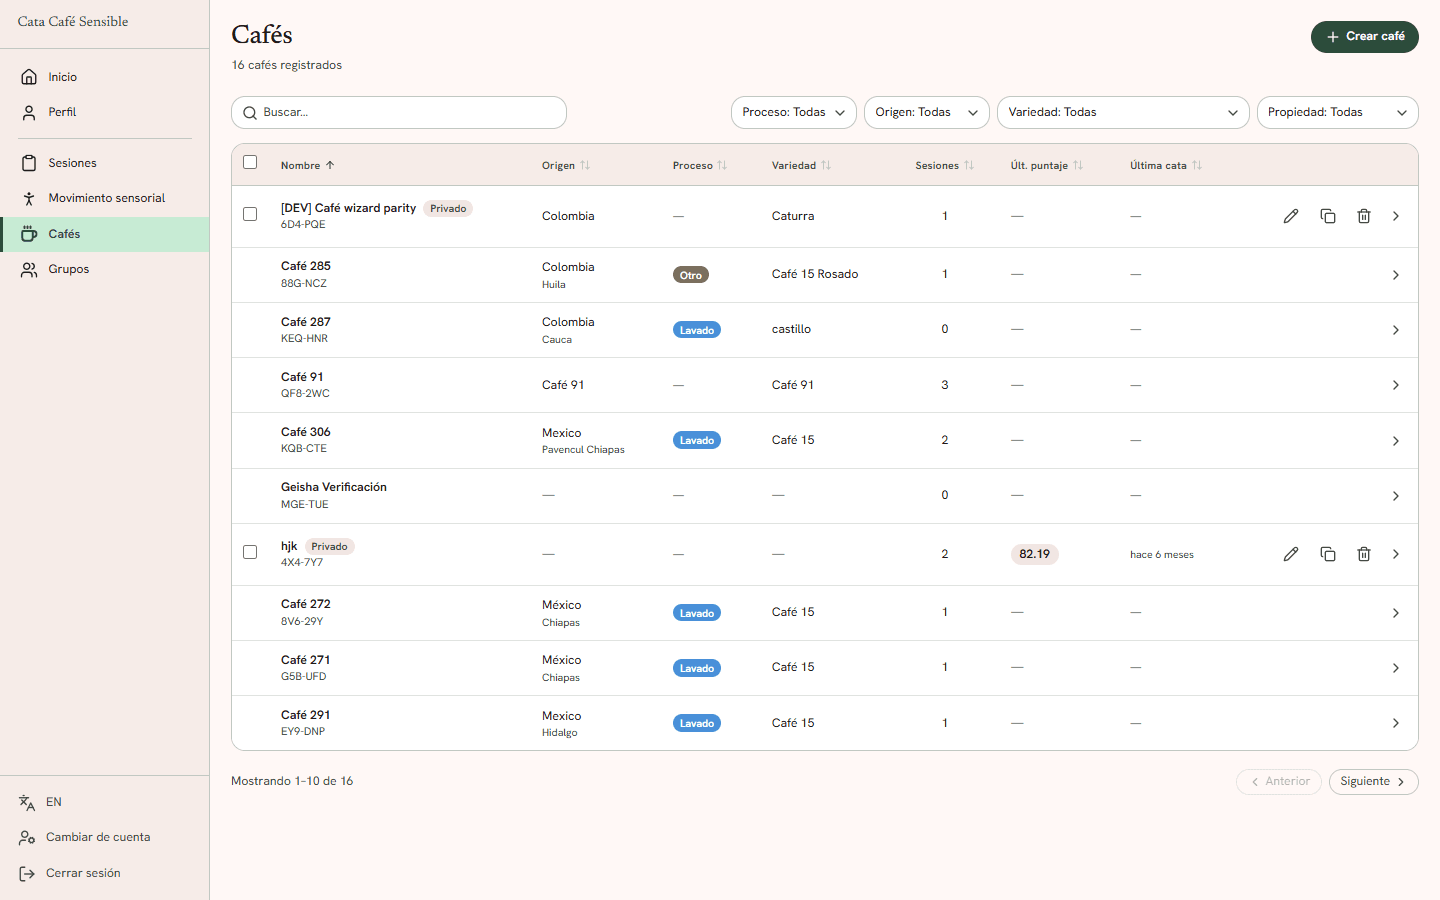 Cata Café Sensible
Inicio
Perfil
Sesiones
Movimiento sensorial
Cafés
Grupos
EN
Cambiar de cuenta
Cerrar sesión
Cafés
16 cafés registrados
Crear café
Buscar...
Proceso: Todas
Origen: Todas
Variedad: Todas
Propiedad: Todas
Nombre Origen Proceso Variedad Sesiones Últ. puntaje Última cata
[DEV] Café wizard parity Privado
6D4-PQE
Colombia — Caturra 1 — —
Café 285
88G-NCZ
Colombia
Huila
Otro Café 15 Rosado 1 — —
Café 287
KEQ-HNR
Colombia
Cauca
Lavado castillo 0 — —
Café 91
QF8-2WC
Café 91 — Café 91 3 — —
Café 306
KQB-CTE
Mexico
Pavencul Chiapas
Lavado Café 15 2 — —
Geisha Verificación
MGE-TUE
— — — 0 — —
hjk Privado
4X4-7Y7
— — — 2 82.19 hace 6 meses
Café 272
8V6-29Y
México
Chiapas
Lavado Café 15 1 — —
Café 271
G5B-UFD
México
Chiapas
Lavado Café 15 1 — —
Café 291
EY9-DNP
Mexico
Hidalgo
Lavado Café 15 1 — —
Mostrando 1–10 de 16
Anterior
Siguiente